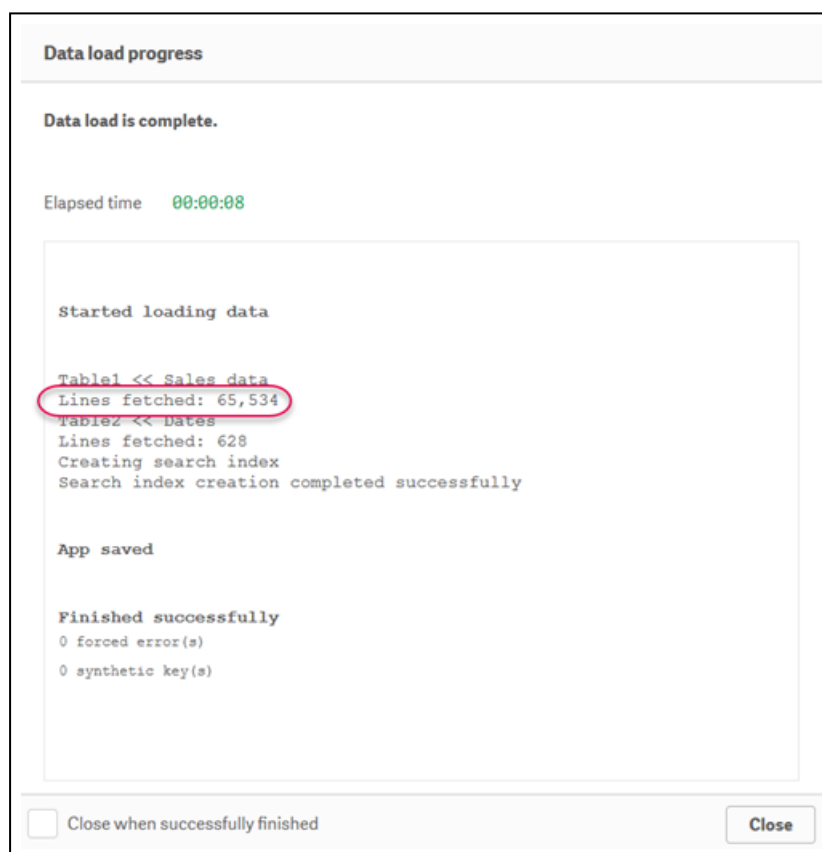 Data load progress
Data load is complete.
Elapsed time 00:00:08
Started loading data
Table1 << Sales data
Lines fetched: 65,534
Table2 << Dates
Lines fetched: 628
Creating search index
Search index creation completed successfully
App saved
Finished successfully
0 forced error(s)
0 synthetic key(s)
Close when successfully finished
Close